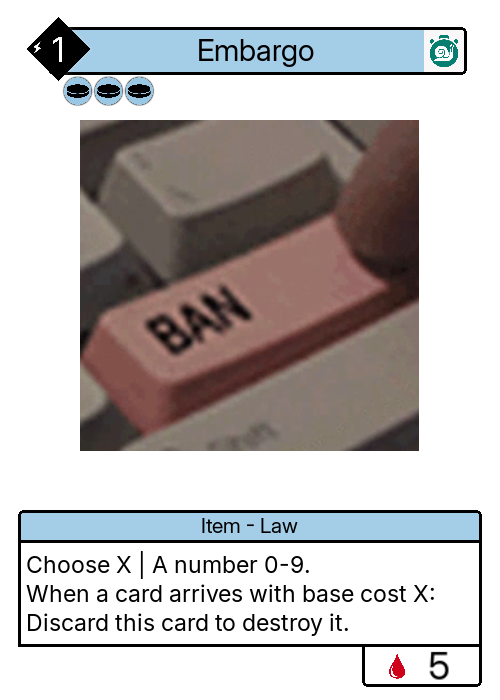 1
Embargo
BAN
Shift
Item - Law
Choose X | A number 0-9.
When a card arrives with base cost X:
Discard this card to destroy it.
5